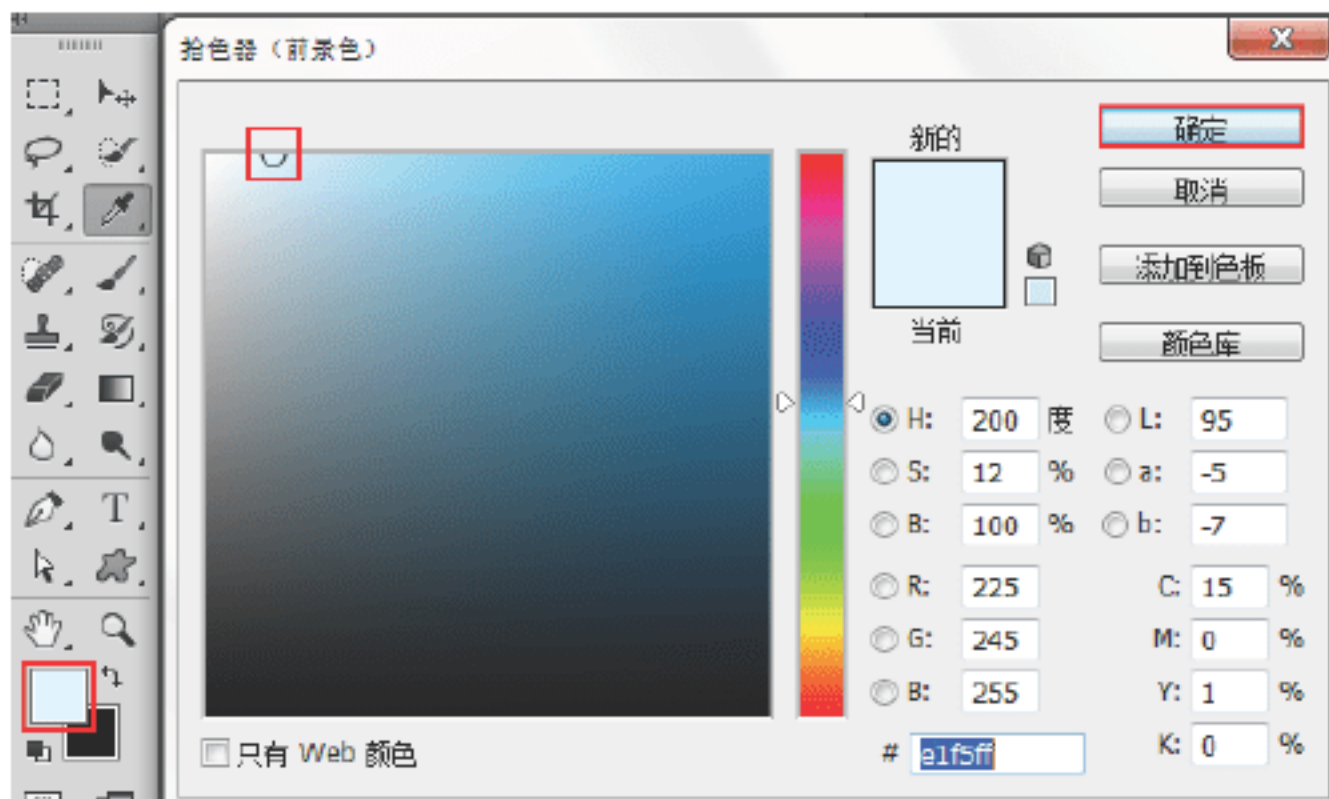 拾色器（前景色）
新的
当前
确定
取消
添加到色板
颜色库
H: 200 度
S: 12 %
B: 100 %
R: 225
G: 245
B: 255
# e1f5ff
L: 95
a: -5
b: -7
C: 15 %
M: 0 %
Y: 1 %
K: 0 %
只有 Web 颜色
T